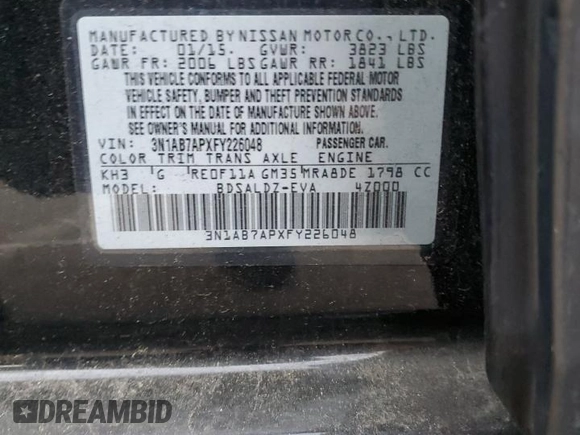 MANUFACTURED BY NISSAN MOTOR CO., LTD.
DATE: 01/15. GVWR: 3823 LBS
GAWR FR: 2006 LBS GAWR RR: 1841 LBS
THIS VEHICLE CONFORMS TO ALL APPLICABLE FEDERAL MOTOR
VEHICLE SAFETY, BUMPER AND THEFT PREVENTION STANDARDS
IN EFFECT ON THE DATE OF MANUFACTURE SHOWN ABOVE.
SEE OWNER'S MANUAL FOR ADDITIONAL INFORMATION.
VIN: 3N1AB7APXFY226048 PASSENGER CAR.
COLOR TRIM TRANS AXLE ENGINE
KH3 G RE0F11A GM35 MRA8DE 1798 CC
MODEL: BDSALDZ-EVA 4Z000
3N1AB7APXFY226048
DREAMBID